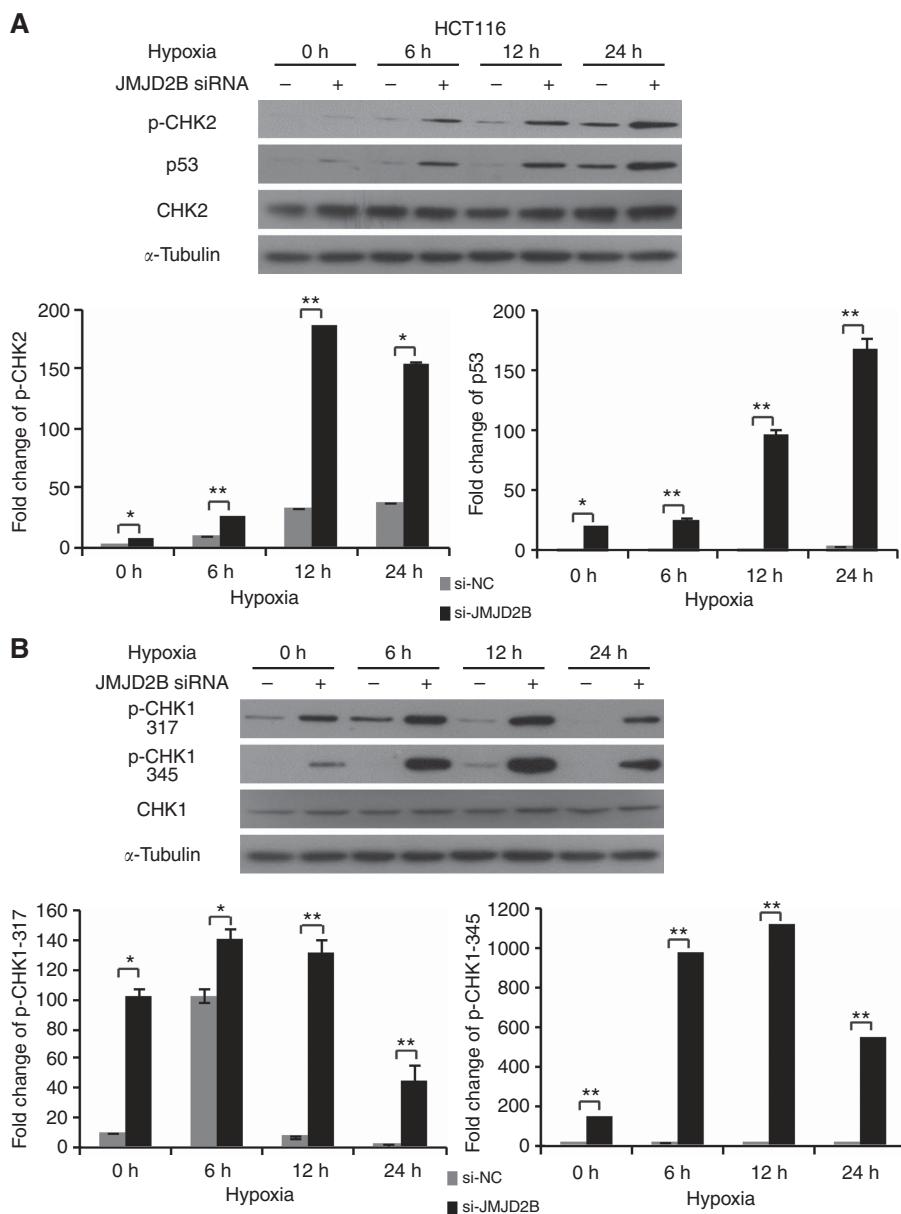 A
HCT116
Hypoxia 0 h 6 h 12 h 24 h
JMJD2B siRNA – + – + – + – +
p-CHK2
p53
CHK2
α-Tubulin
Fold change of p-CHK2
200
150
100
50
0
* ** ** *
0 h 6 h 12 h 24 h
Hypoxia
Fold change of p53
200
150
100
50
0
* ** ** **
0 h 6 h 12 h 24 h
Hypoxia
si-NC
si-JMJD2B
B
Hypoxia 0 h 6 h 12 h 24 h
JMJD2B siRNA – + – + – + – +
p-CHK1
317
p-CHK1
345
CHK1
α-Tubulin
Fold change of p-CHK1-317
160
140
120
100
80
60
40
20
0
* * ** **
0 h 6 h 12 h 24 h
Hypoxia
Fold change of p-CHK1-345
1200
1000
800
600
400
200
0
** ** ** **
0 h 6 h 12 h 24 h
Hypoxia
si-NC
si-JMJD2B